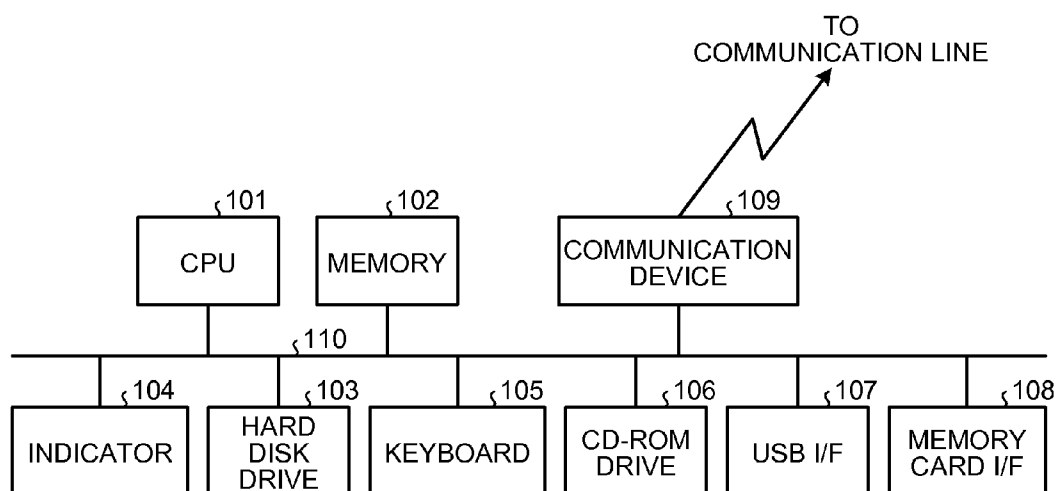 TO
COMMUNICATION LINE
101
102
109
CPU
MEMORY
COMMUNICATION
DEVICE
110
104
103
105
106
107
108
INDICATOR
HARD
DISK
DRIVE
KEYBOARD
CD-ROM
DRIVE
USB I/F
MEMORY
CARD I/F